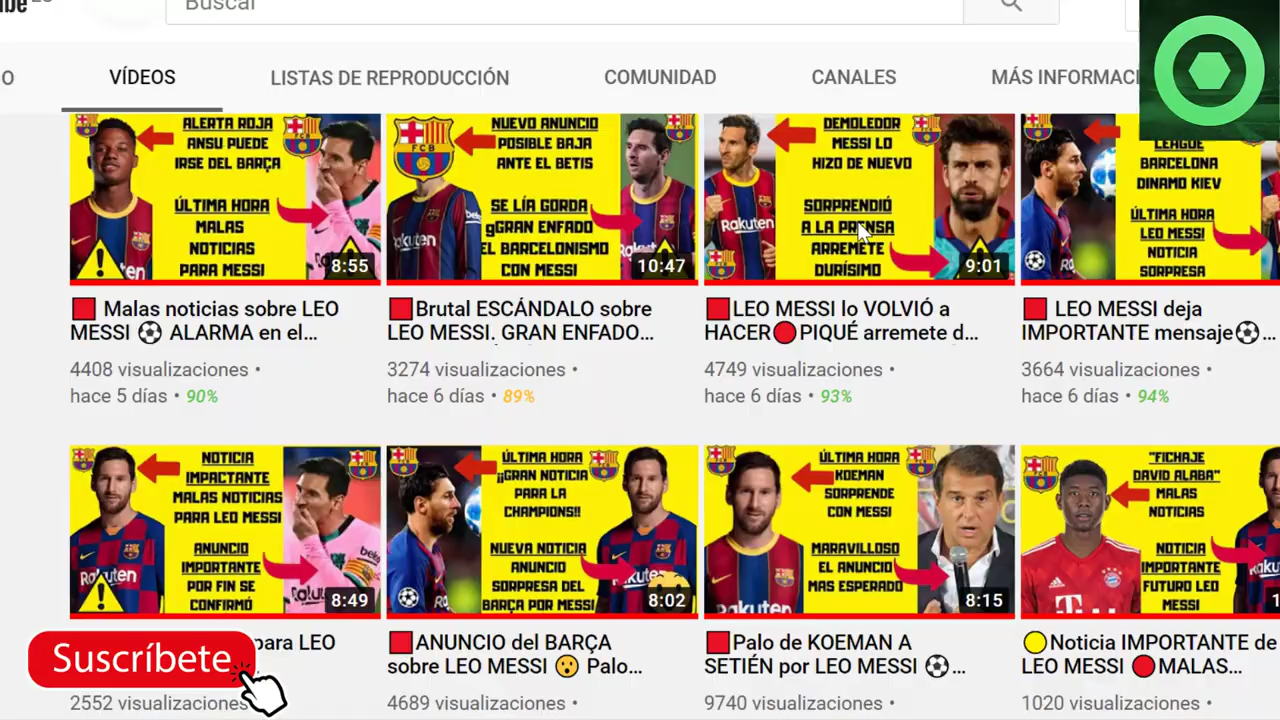 be
Buscar
O
VÍDEOS
LISTAS DE REPRODUCCIÓN
COMUNIDAD
CANALES
MÁS INFORMACI
ALERTA ROJA
ANSU PUEDE
IRSE DEL BARÇA
ÚLTIMA HORA
MALAS
NOTICIAS
PARA MESSI
8:55
NUEVO ANUNCIO
POSIBLE BAJA
ANTE EL BETIS
SE LÍA GORDA
gGRAN ENFADO
EL BARCELONISMO
CON MESSI
10:47
DEMOLEDOR
MESSI LO
HIZO DE NUEVO
SORPRENDIÓ
A LA PRENSA
ARREMETE
DURÍSIMO
Rakuten
9:01
LEAGUE
BARCELONA
DINAMO KIEV
ÚLTIMA HORA
LEO MESSI
NOTICIA
SORPRESA
🟥 Malas noticias sobre LEO
MESSI ⚽ ALARMA en el...
4408 visualizaciones •
hace 5 días • 90%
🟥Brutal ESCÁNDALO sobre
LEO MESSI. GRAN ENFADO...
3274 visualizaciones •
hace 6 días • 89%
🟥LEO MESSI lo VOLVIÓ a
HACER🔴PIQUÉ arremete d...
4749 visualizaciones •
hace 6 días • 93%
🟥 LEO MESSI deja
IMPORTANTE mensaje⚽...
3664 visualizaciones •
hace 6 días • 94%
NOTICIA
IMPACTANTE
MALAS NOTICIAS
PARA LEO MESSI
ANUNCIO
IMPORTANTE
POR FIN SE
CONFIRMÓ
Rakuten
8:49
ÚLTIMA HORA
¡¡GRAN NOTICIA
PARA LA
CHAMPIONS!!
NUEVA NOTICIA
ANUNCIO
SORPRESA DEL
BARÇA POR MESSI
8:02
ÚLTIMA HORA
KOEMAN
SORPRENDE
CON MESSI
MARAVILLOSO
EL ANUNCIO
MAS ESPERADO
Rakuten
8:15
"FICHAJE
DAVID ALABA"
MALAS
NOTICIAS
NOTICIA
IMPORTANTE
FUTURO LEO
MESSI
para LEO
Suscríbete
2552 visualizaciones
🟥ANUNCIO del BARÇA
sobre LEO MESSI 😮 Palo...
4689 visualizaciones •
🟥Palo de KOEMAN A
SETIÉN por LEO MESSI ⚽...
9740 visualizaciones •
🟡Noticia IMPORTANTE de
LEO MESSI 🔴MALAS...
1020 visualizaciones •